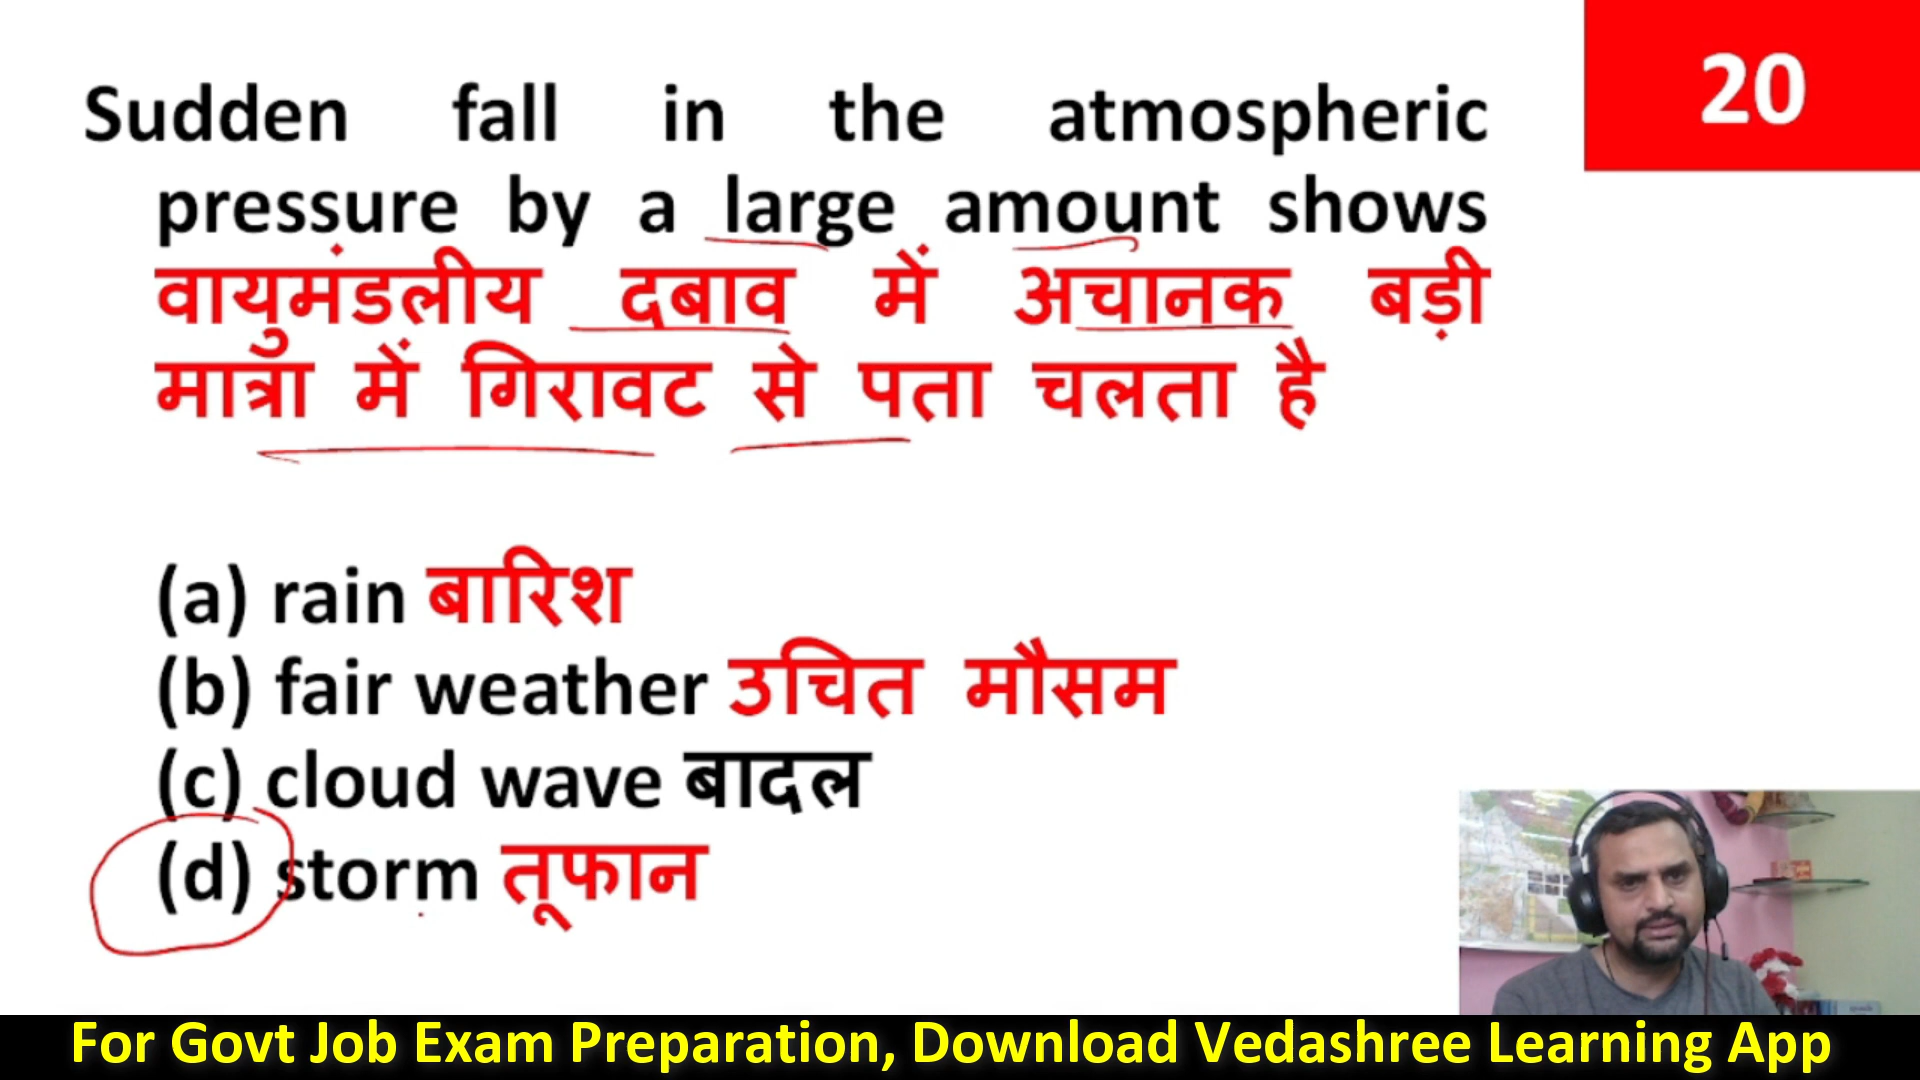 20
Sudden fall in the atmospheric
pressure by a large amount shows
वायुमंडलीय दबाव में अचानक बड़ी
मात्रा में गिरावट से पता चलता है
(a) rain बारिश
(b) fair weather उचित मौसम
(c) cloud wave बादल
(d) storm तूफान
For Govt Job Exam Preparation, Download Vedashree Learning App